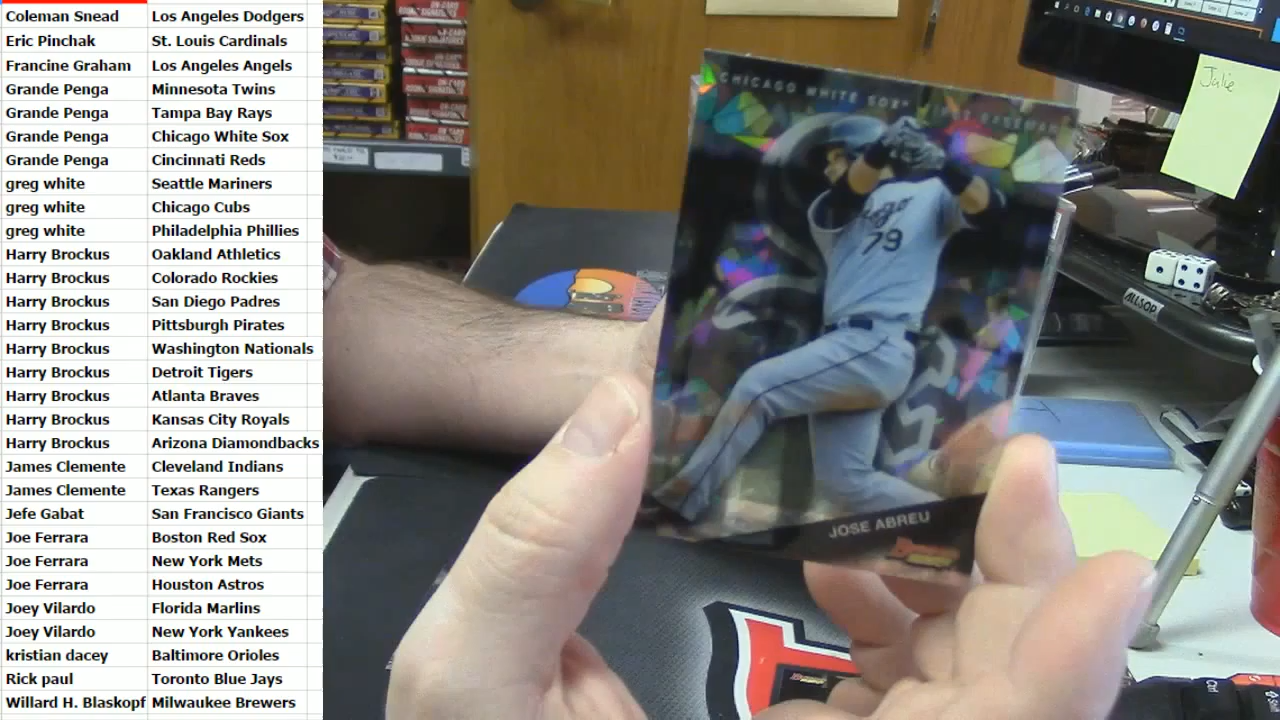 Coleman Snead Los Angeles Dodgers
Eric Pinchak St. Louis Cardinals
Francine Graham Los Angeles Angels
Grande Penga Minnesota Twins
Grande Penga Tampa Bay Rays
Grande Penga Chicago White Sox
Grande Penga Cincinnati Reds
greg white Seattle Mariners
greg white Chicago Cubs
greg white Philadelphia Phillies
Harry Brockus Oakland Athletics
Harry Brockus Colorado Rockies
Harry Brockus San Diego Padres
Harry Brockus Pittsburgh Pirates
Harry Brockus Washington Nationals
Harry Brockus Detroit Tigers
Harry Brockus Atlanta Braves
Harry Brockus Kansas City Royals
Harry Brockus Arizona Diamondbacks
James Clemente Cleveland Indians
James Clemente Texas Rangers
Jefe Gabat San Francisco Giants
Joe Ferrara Boston Red Sox
Joe Ferrara New York Mets
Joe Ferrara Houston Astros
Joey Vilardo Florida Marlins
Joey Vilardo New York Yankees
kristian dacey Baltimore Orioles
Rick paul Toronto Blue Jays
Willard H. Blaskopf Milwaukee Brewers
CHICAGO WHITE SOX
79
JOSE ABREU
Bowman
Julie
ALLSOP
Ctrl